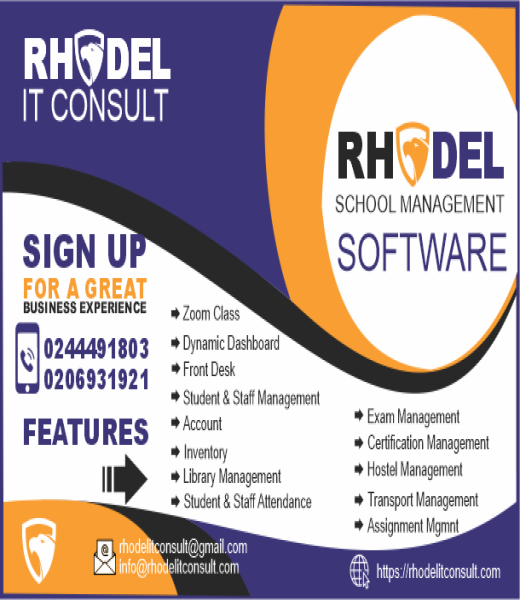 RHODEL
IT CONSULT
RHODEL
SCHOOL MANAGEMENT
SOFTWARE
SIGN UP
FOR A GREAT
BUSINESS EXPERIENCE
0244491803
0206931921
FEATURES
Zoom Class
Dynamic Dashboard
Front Desk
Student & Staff Management
Account
Inventory
Library Management
Student & Staff Attendance
Exam Management
Certification Management
Hostel Management
Transport Management
Assignment Mgmnt
rhodelitconsult@gmail.com
info@rhodelitconsult.com
https://rhodelitconsult.com